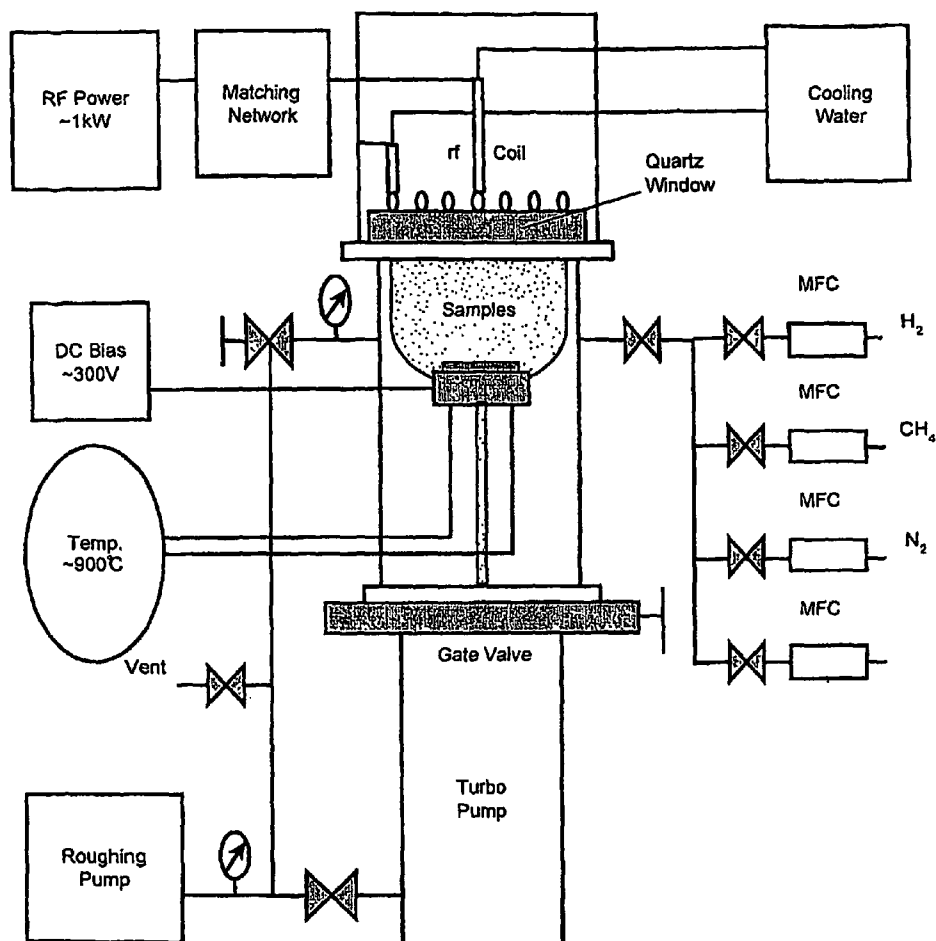 RF Power
~1kW
Matching
Network
rf Coil
Cooling
Water
Quartz
Window
Samples
MFC
H₂
DC Bias
~300V
MFC
CH₄
MFC
N₂
Temp.
~900℃
MFC
Vent
Gate Valve
Turbo
Pump
Roughing
Pump